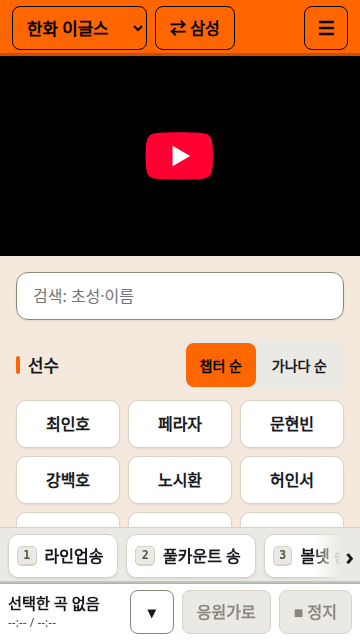 한화 이글스 ⇄ 삼성 ☰
검색: 초성·이름
선수 챕터 순 가나다 순
최인호 페라자 문현빈
강백호 노시환 허인서
1 라인업송 2 풀카운트 송 3 볼넷 ›
선택한 곡 없음
--:-- / --:--
▼ 응원가로 ■ 정지